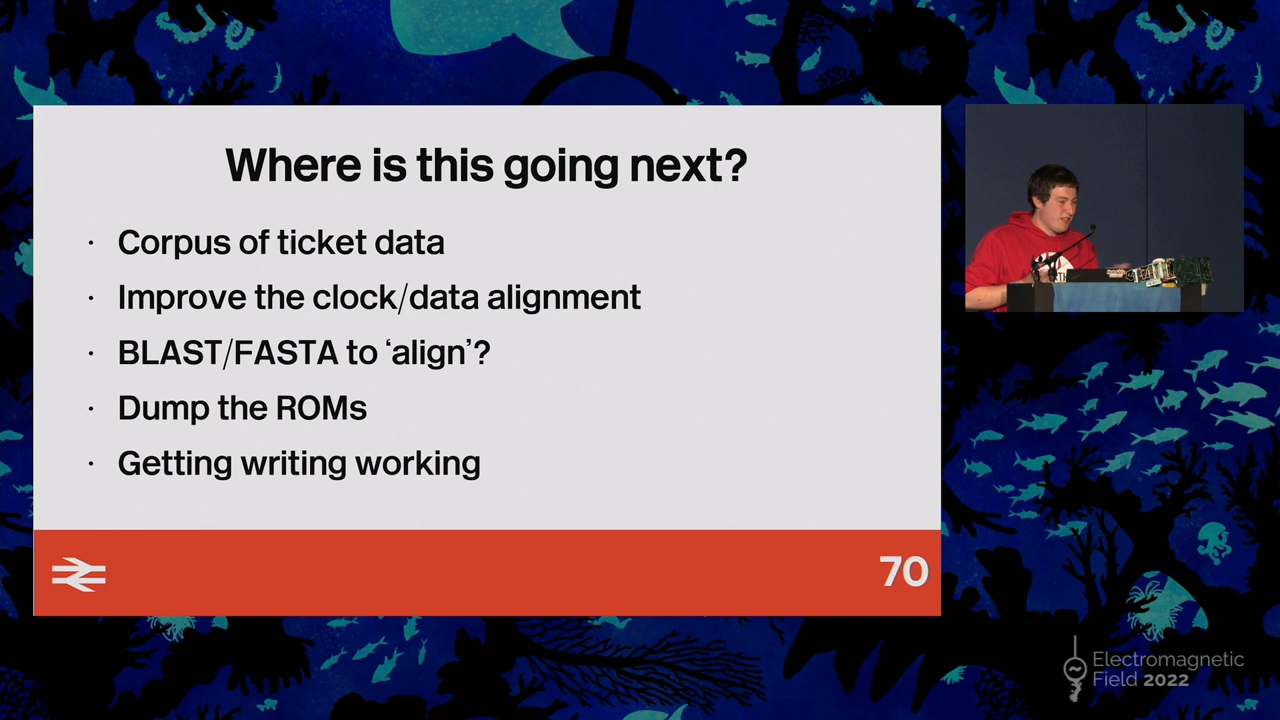 Where is this going next?
· Corpus of ticket data
· Improve the clock/data alignment
· BLAST/FASTA to ‘align’?
· Dump the ROMs
· Getting writing working
70
Electromagnetic
Field 2022